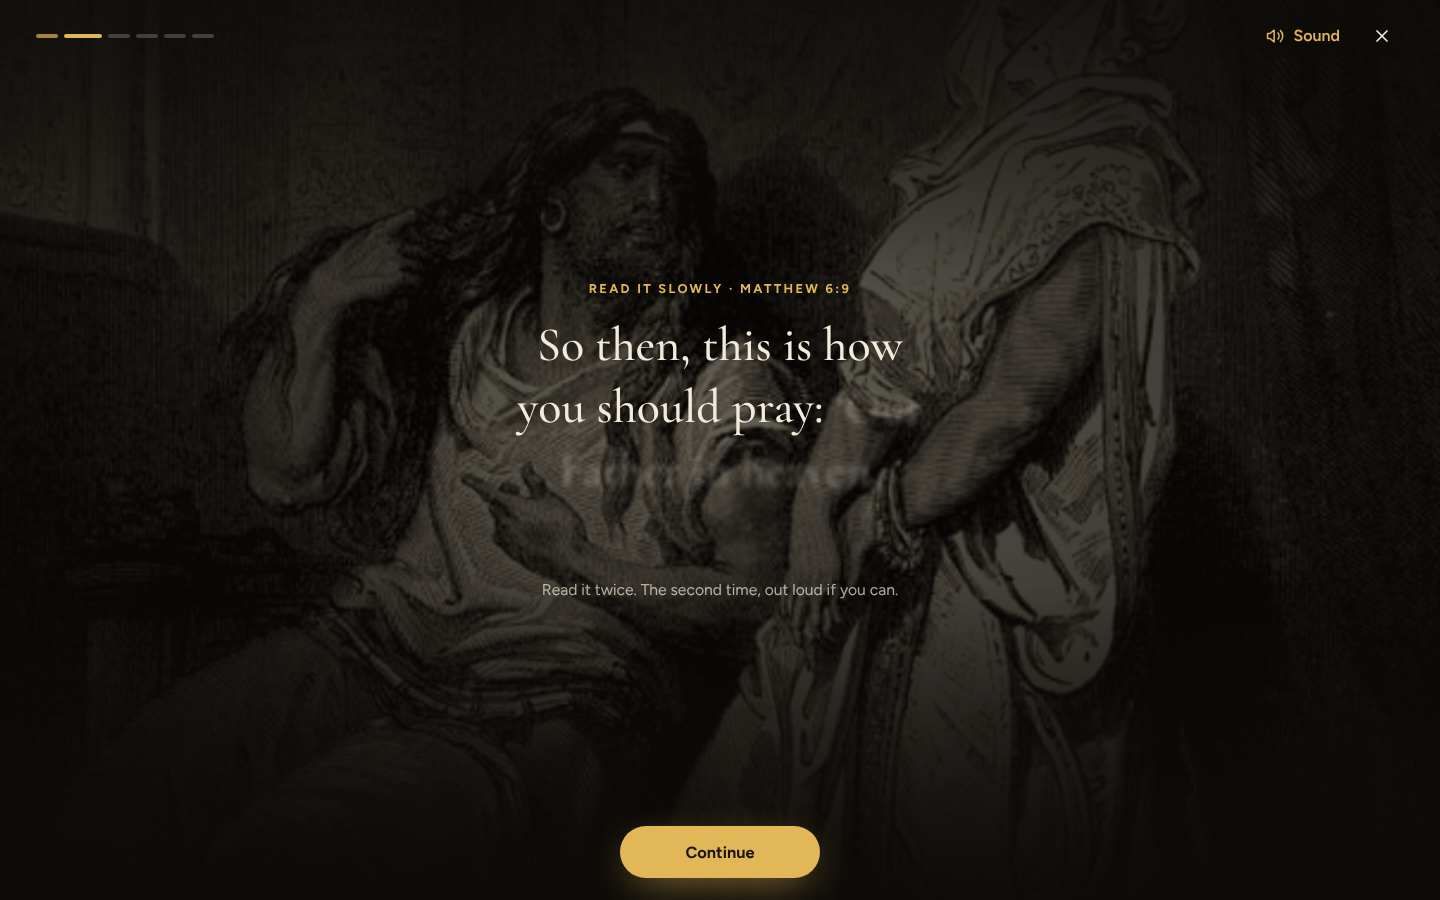 Sound
READ IT SLOWLY · MATTHEW 6:9
So then, this is how
you should pray:
Read it twice. The second time, out loud if you can.
Continue